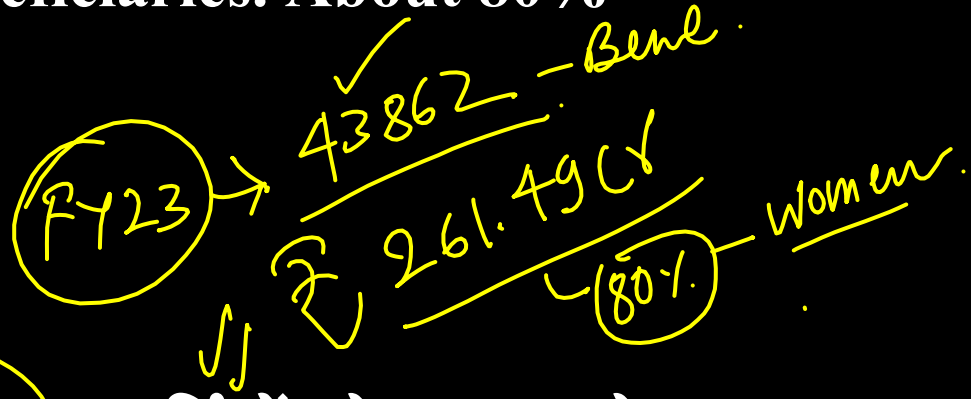 eficiaries. About 80%
43862 - Bene.
FY23 →
₹ 261.49 Cr
80% - Women.